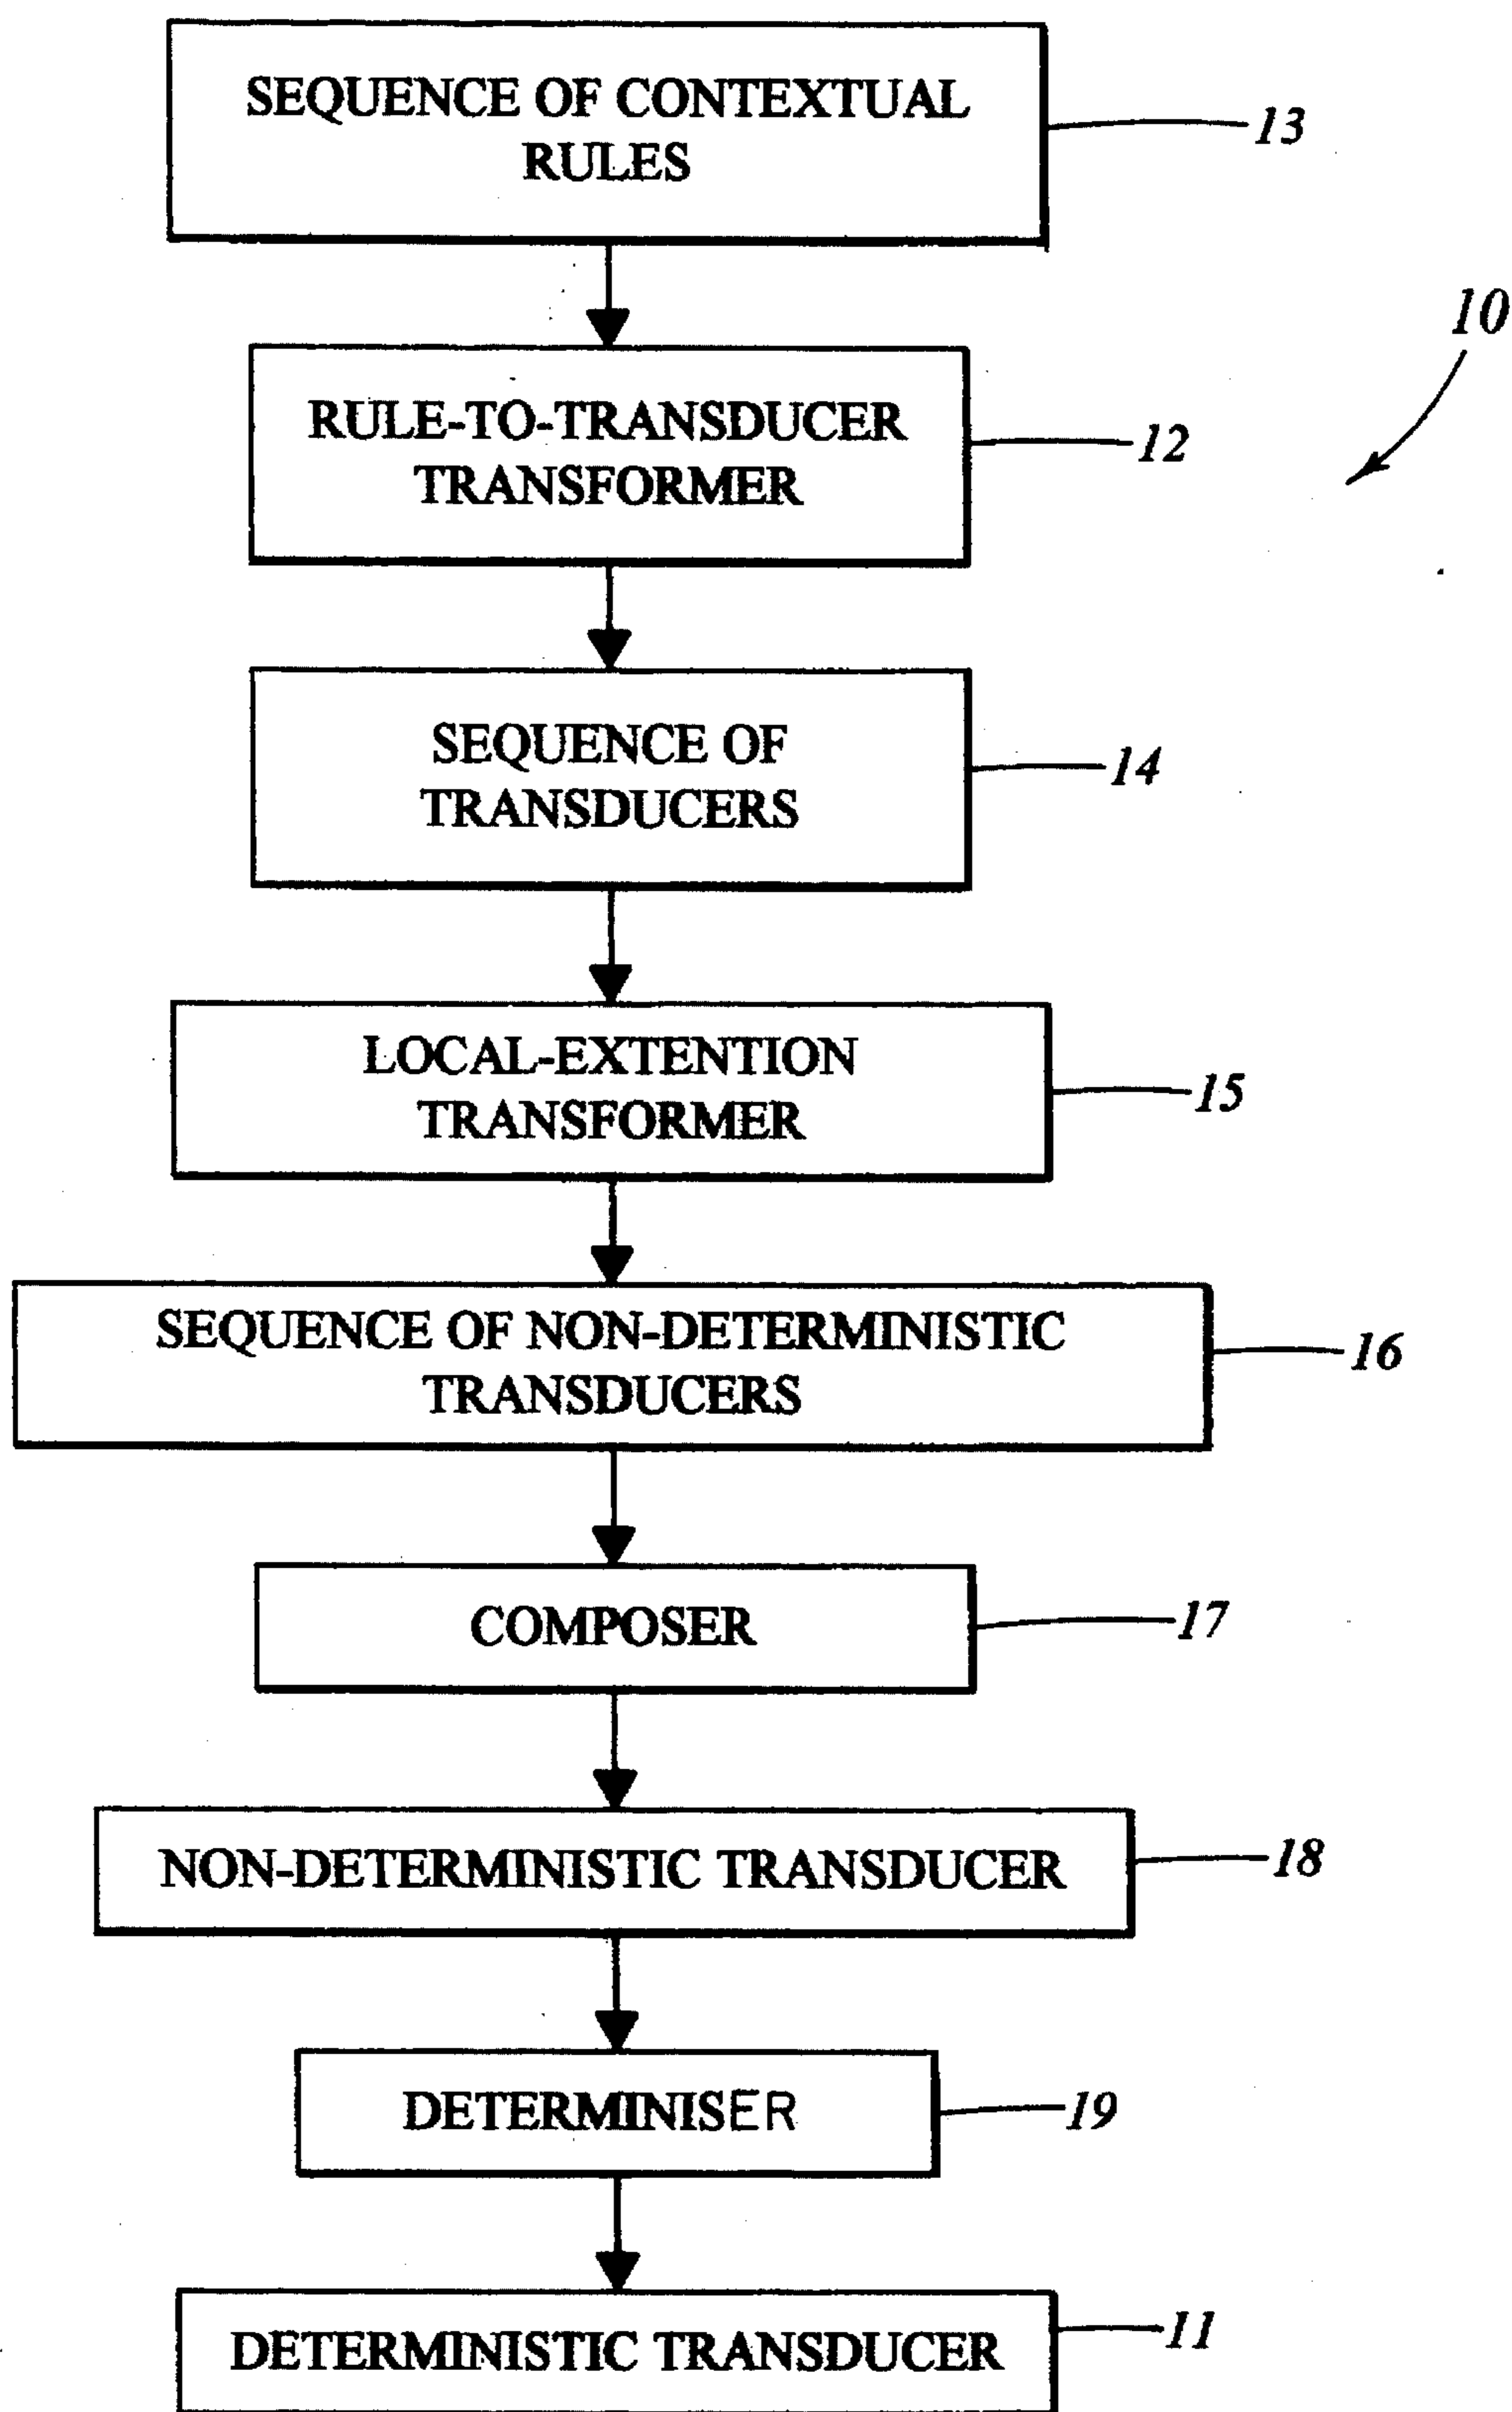 SEQUENCE OF CONTEXTUAL
RULES
13
10
RULE-TO-TRANSDUCER
TRANSFORMER
12
SEQUENCE OF
TRANSDUCERS
14
LOCAL-EXTENTION
TRANSFORMER
15
SEQUENCE OF NON-DETERMINISTIC
TRANSDUCERS
16
COMPOSER
17
NON-DETERMINISTIC TRANSDUCER
18
DETERMINISER
19
DETERMINISTIC TRANSDUCER
11